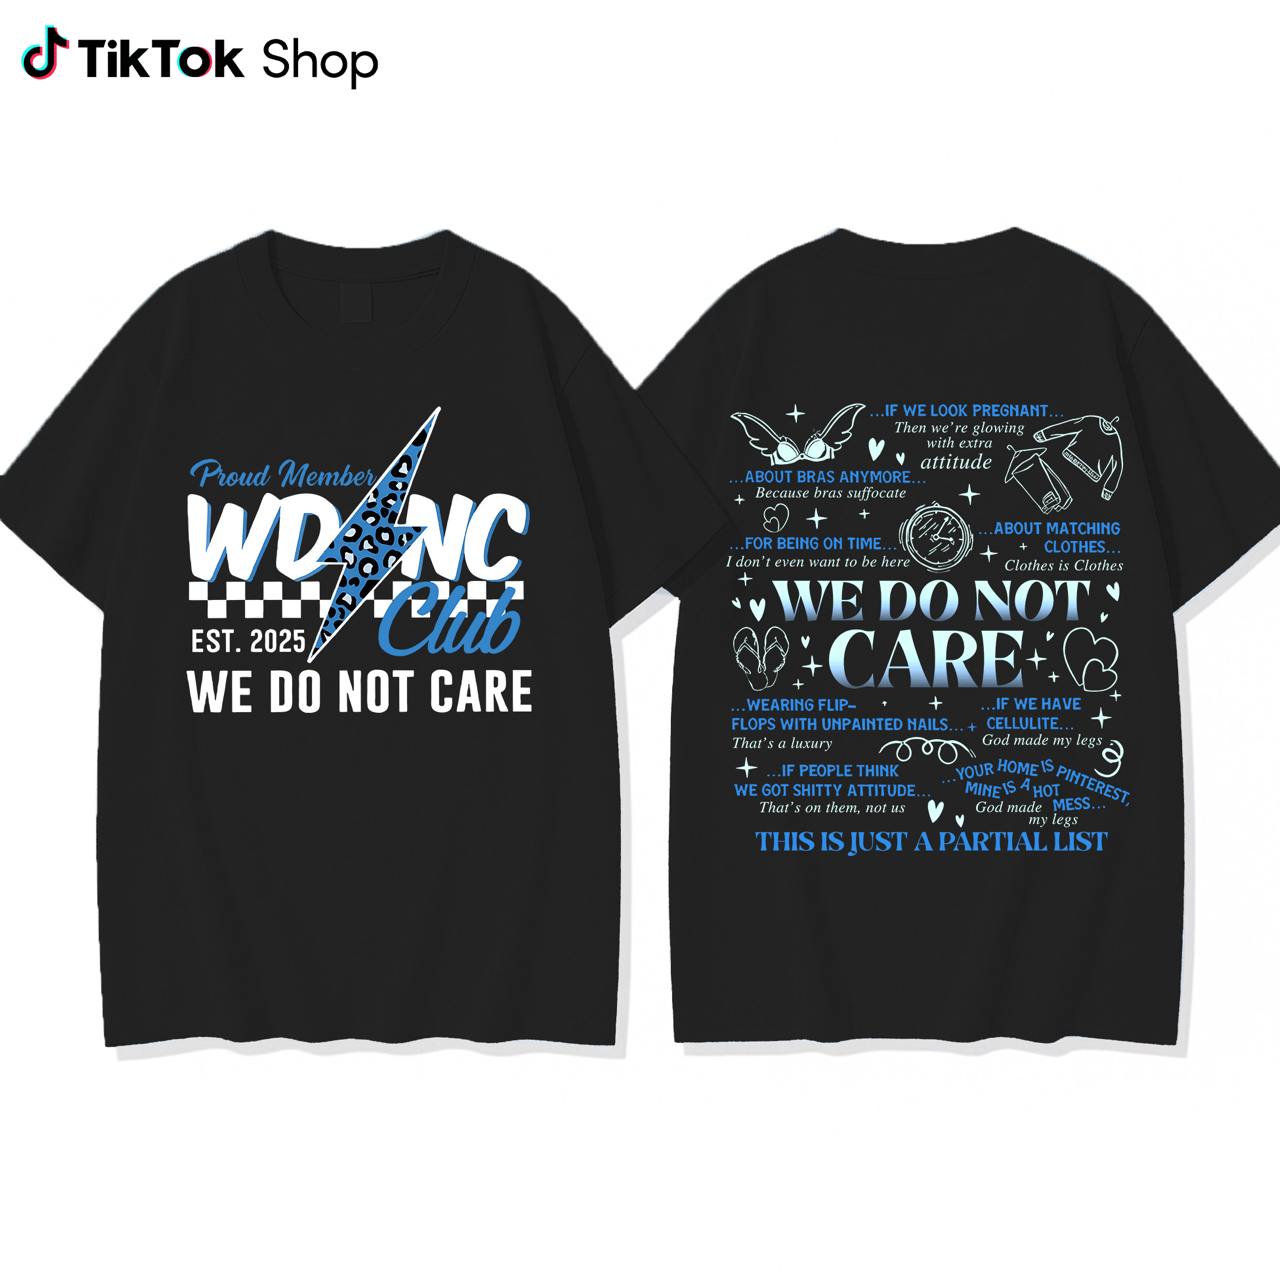 TikTok Shop
Proud Member
WDNC
Club
EST. 2025
WE DO NOT CARE
...IF WE LOOK PREGNANT...
Then we're glowing
with extra
attitude
...ABOUT BRAS ANYMORE...
Because bras suffocate
...FOR BEING ON TIME...
I don't even want to be here
...ABOUT MATCHING
CLOTHES...
Clothes is Clothes
WE DO NOT
CARE
...WEARING FLIP-
FLOPS WITH UNPAINTED NAILS...
That's a luxury
...IF WE HAVE
CELLULITE...
God made my legs
...IF PEOPLE THINK
WE GOT SHITTY ATTITUDE...
That's on them, not us
...YOUR HOME IS PINTEREST,
MINE IS A HOT MESS...
God made
my legs
THIS IS JUST A PARTIAL LIST